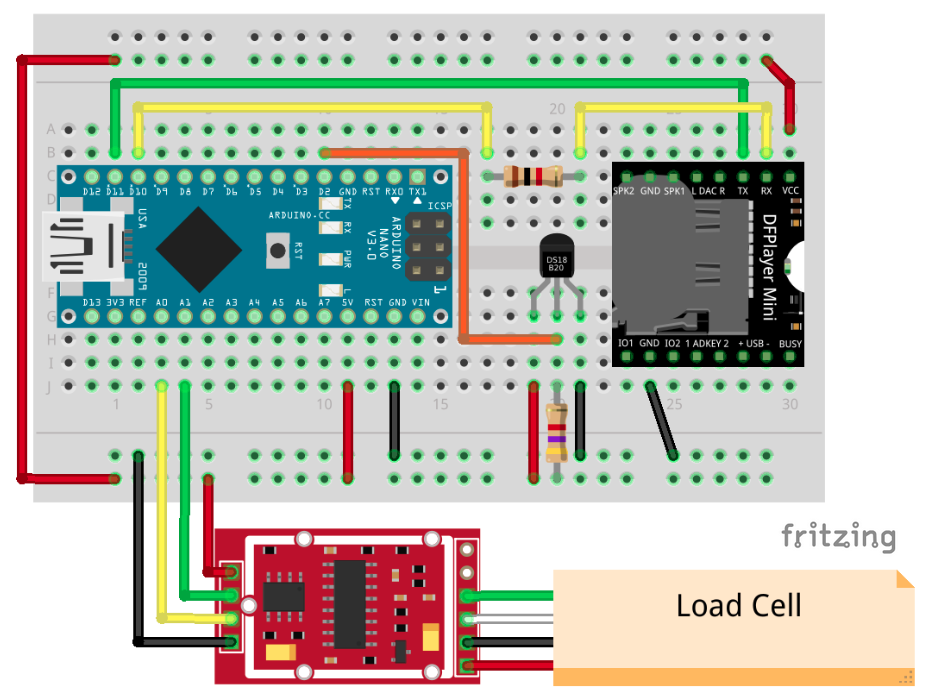 20
30
A
B
C
D
F
G
H
I
J
D12 D11 D10 D9 D8 D7 D6 D5 D4 D3 D2 GND RST RX0 TX1
USA
2009
ARDUINO.CC
RST
TX
RX
PWR
L
ARDUINO
NANO
V3.0
ICSP
1
D13 3V3 REF A0 A1 A2 A3 A4 A5 A6 A7 5V RST GND VIN
DS18
B20
SPK2 GND SPK1 L DAC R TX RX VCC
DFPlayer Mini
IO1 GND IO2 1 ADKEY 2 + USB - BUSY
1 5 10 15 25 30
fritzing
Load Cell